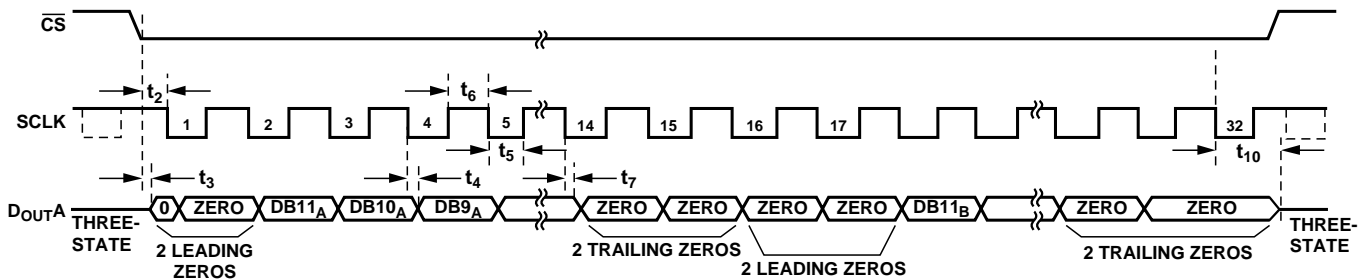 CS
t2 t6
SCLK 1 2 3 4 5 14 15 16 17 32
t5 t10
t3 t4 t7
DOUTA THREE-STATE 0 ZERO DB11A DB10A DB9A ZERO ZERO ZERO ZERO DB11B ZERO ZERO THREE-STATE
2 LEADING ZEROS
2 TRAILING ZEROS
2 LEADING ZEROS
2 TRAILING ZEROS